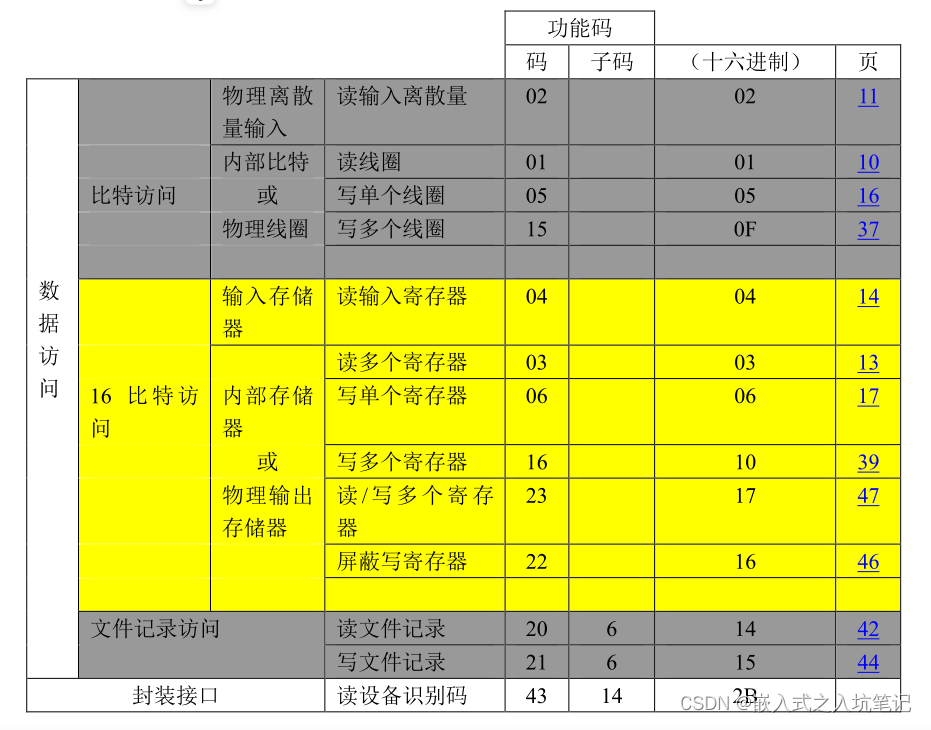 功能码
码 子码 （十六进制） 页
物理离散 读输入离散量 02 02 11
量输入
内部比特 读线圈 01 01 10
比特访问 或 写单个线圈 05 05 16
物理线圈 写多个线圈 15 0F 37
数
据
访
问
输入存储 读输入寄存器 04 04 14
器
读多个寄存器 03 03 13
16 比特访 内部存储 写单个寄存器 06 06 17
问 器
或 写多个寄存器 16 10 39
物理输出 读/写多个寄存 23 17 47
存储器 器
屏蔽写寄存器 22 16 46
文件记录访问 读文件记录 20 6 14 42
写文件记录 21 6 15 44
封装接口 读设备识别码 43 14 2B
CSDN @嵌入式之入坑笔记